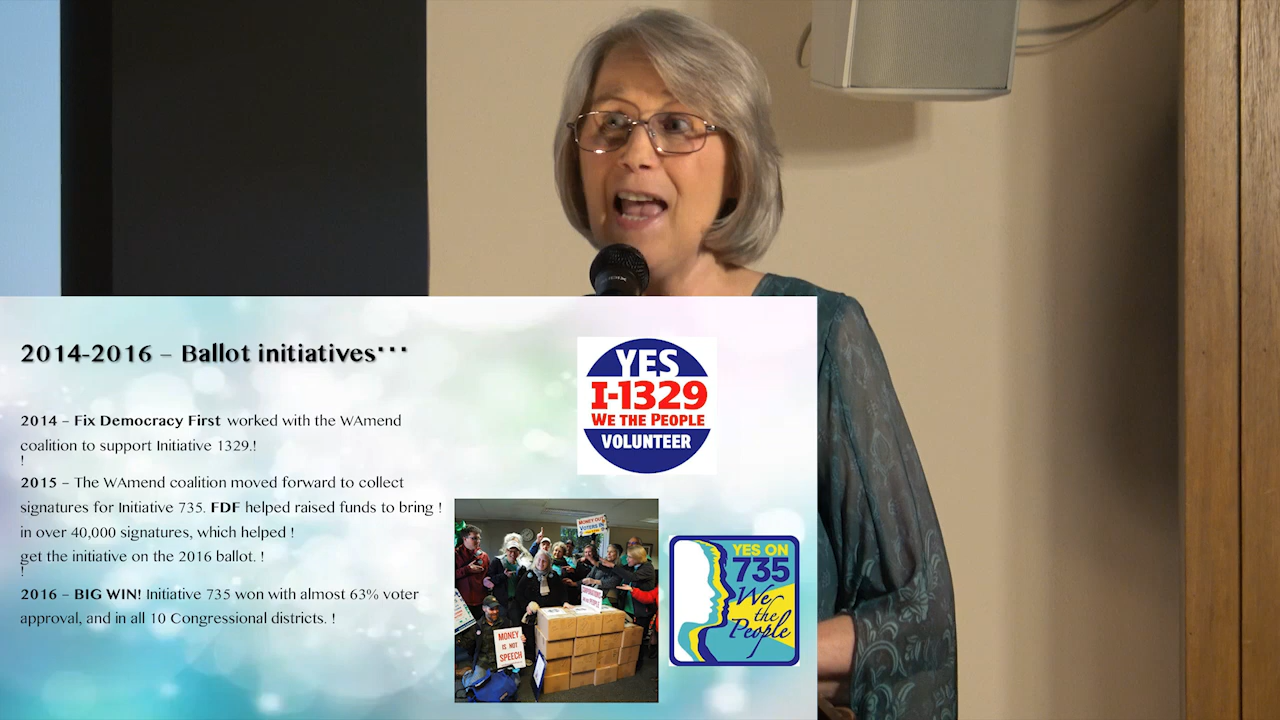 2014-2016 – Ballot initiatives…
2014 – Fix Democracy First worked with the WAmend
coalition to support Initiative 1329.!
!
2015 – The WAmend coalition moved forward to collect
signatures for Initiative 735. FDF helped raised funds to bring !
in over 40,000 signatures, which helped !
get the initiative on the 2016 ballot. !
!
2016 – BIG WIN! Initiative 735 won with almost 63% voter
approval, and in all 10 Congressional districts. !
YES
I-1329
WE THE PEOPLE
VOLUNTEER
MONEY OUT
VOTERS IN
MONEY
IS NOT
SPEECH
YES ON
735
We
the
People